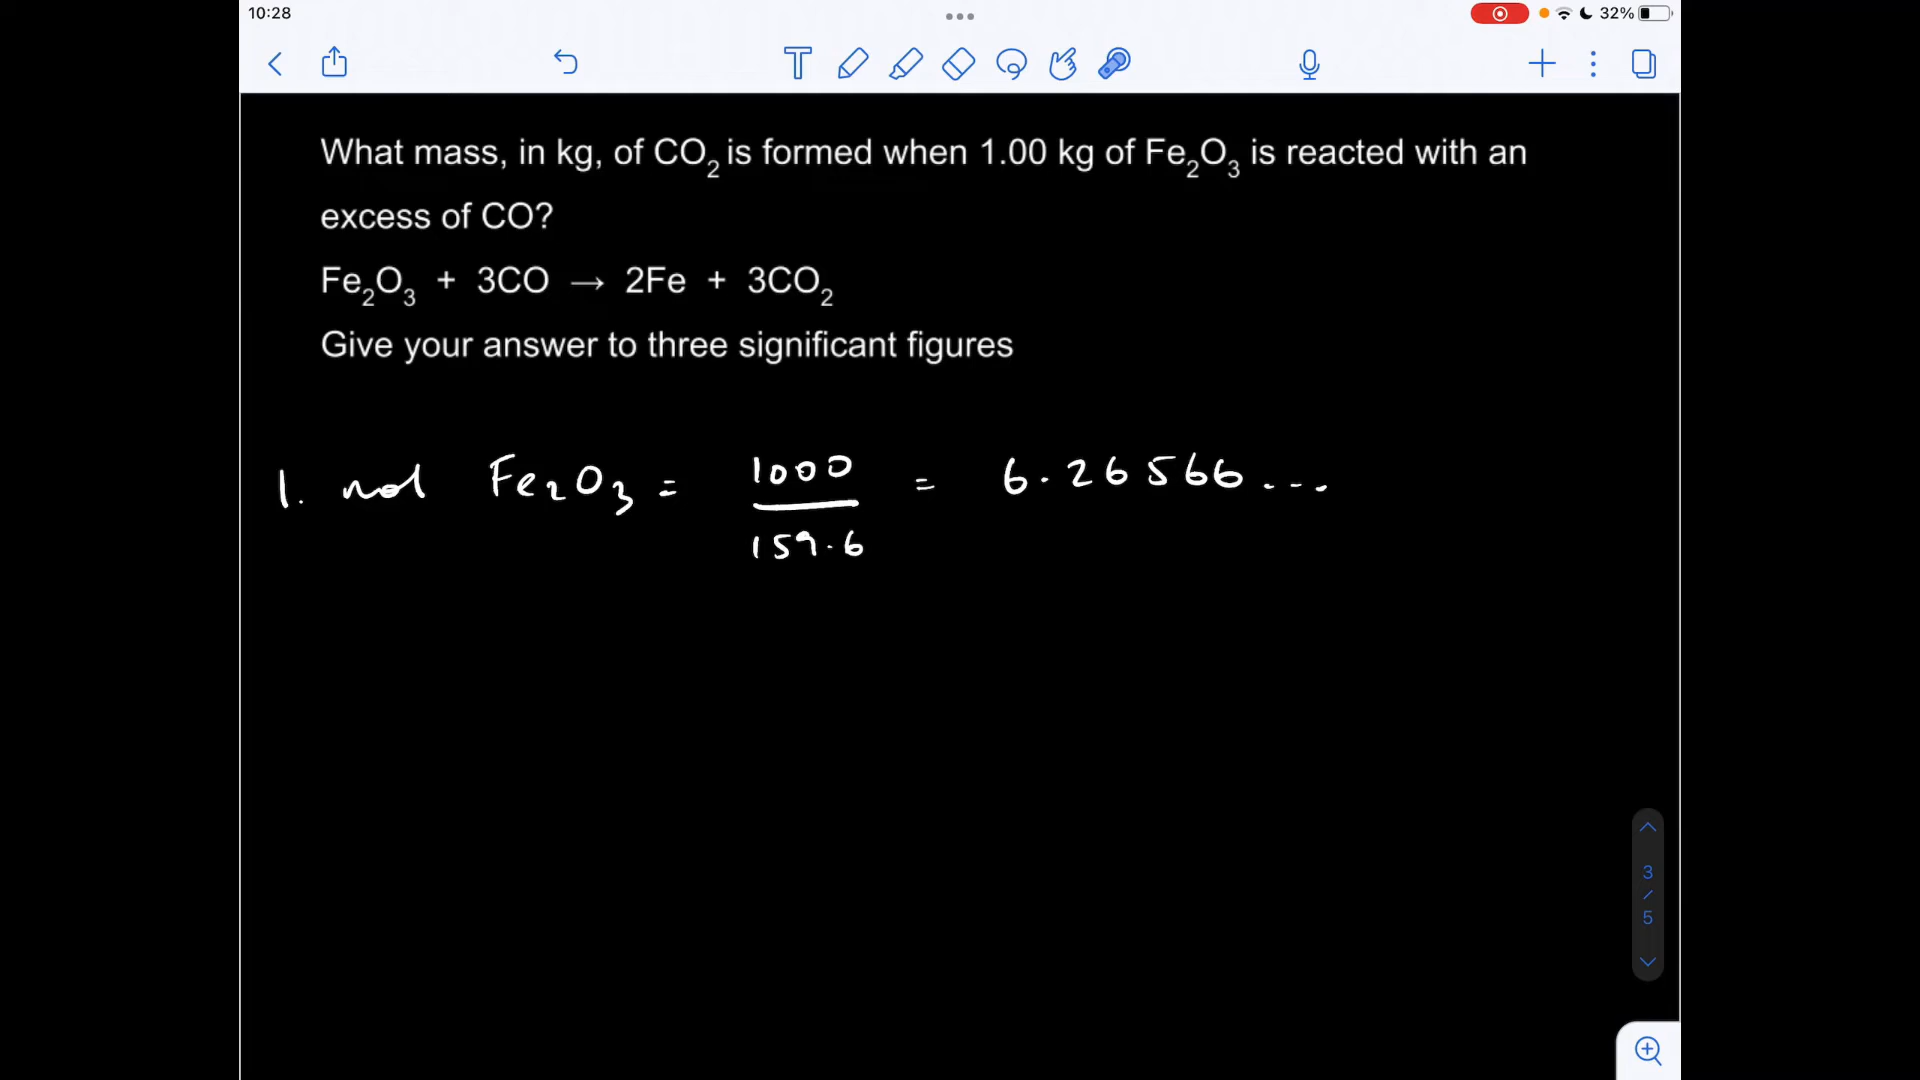 10:28
32%
What mass, in kg, of CO₂ is formed when 1.00 kg of Fe₂O₃ is reacted with an
excess of CO?
Fe₂O₃ + 3CO → 2Fe + 3CO₂
Give your answer to three significant figures
1. mol Fe₂O₃ = 1000 / 159.6 = 6.26566...
3
/
5